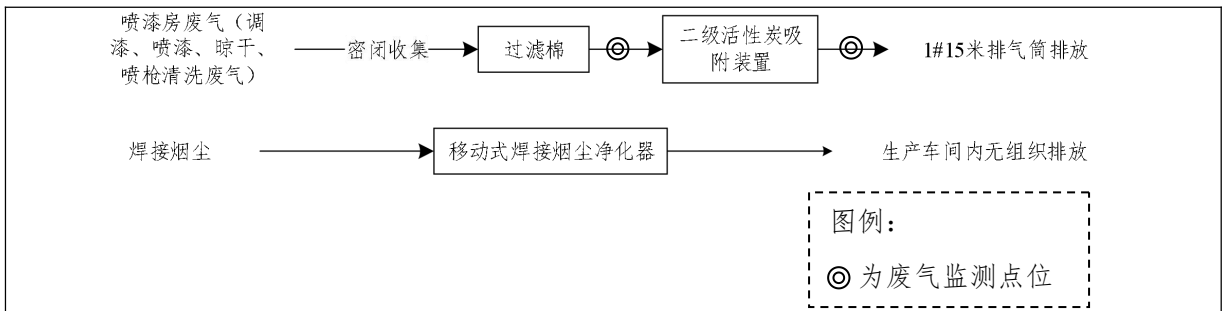 喷漆房废气（调
漆、喷漆、晾干、
喷枪清洗废气）
密闭收集
过滤棉
二级活性炭吸
附装置
1#15米排气筒排放
焊接烟尘
移动式焊接烟尘净化器
生产车间内无组织排放
图例：
为废气监测点位